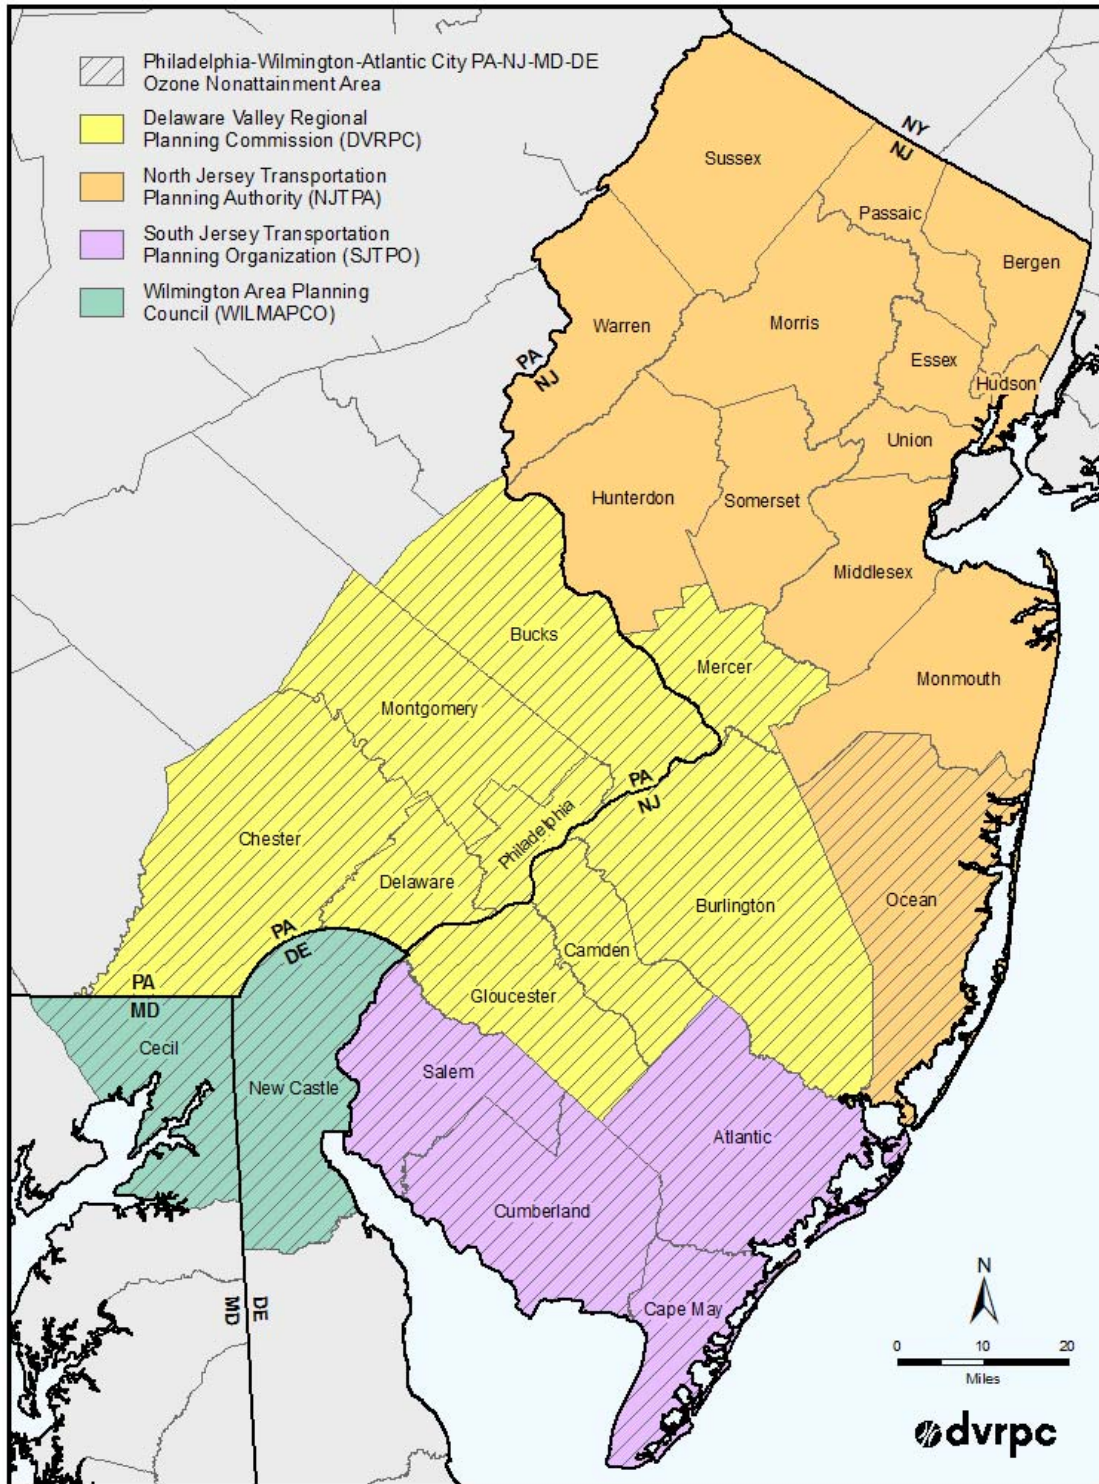 Philadelphia-Wilmington-Atlantic City PA-NJ-MD-DE
Ozone Nonattainment Area
Delaware Valley Regional
Planning Commission (DVRPC)
North Jersey Transportation
Planning Authority (NJTPA)
South Jersey Transportation
Planning Organization (SJTPO)
Wilmington Area Planning
Council (WILMAPCO)
NY
NJ
Sussex
Passaic
Bergen
Warren
Morris
PA
NJ
Essex
Hudson
Union
Hunterdon
Somerset
Middlesex
Bucks
Mercer
Monmouth
Montgomery
PA
NJ
Philadelphia
Chester
Delaware
Ocean
Burlington
PA
DE
Camden
PA
MD
Gloucester
Cecil
Salem
New Castle
Atlantic
Cumberland
MD
DE
Cape May
N
0 10 20
Miles
dvrpc